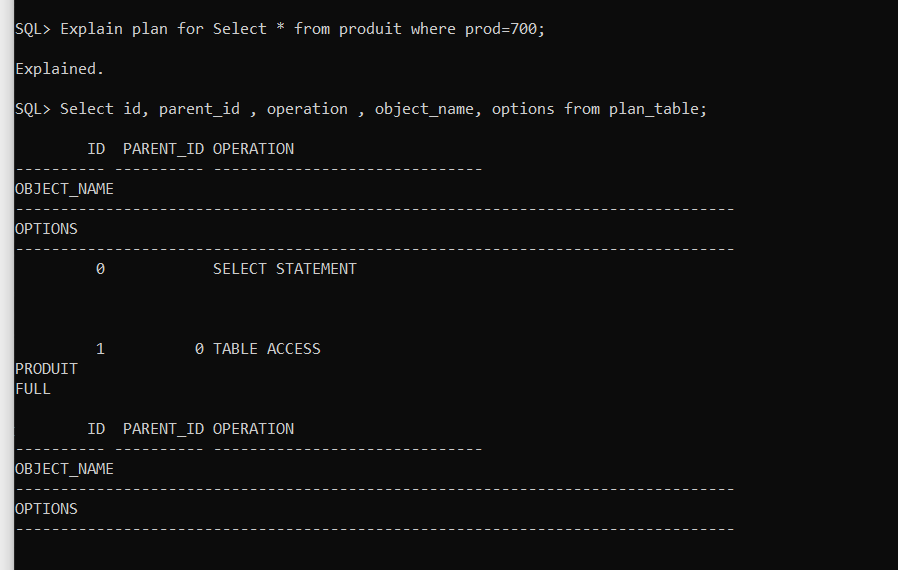 SQL> Explain plan for Select * from produit where prod=700;
Explained.
SQL> Select id, parent_id , operation , object_name, options from plan_table;
        ID  PARENT_ID OPERATION
---------- ---------- ------------------------------
OBJECT_NAME
--------------------------------------------------------------------------------
OPTIONS
--------------------------------------------------------------------------------
         0            SELECT STATEMENT
         1          0 TABLE ACCESS
PRODUIT
FULL
        ID  PARENT_ID OPERATION
---------- ---------- ------------------------------
OBJECT_NAME
--------------------------------------------------------------------------------
OPTIONS
--------------------------------------------------------------------------------